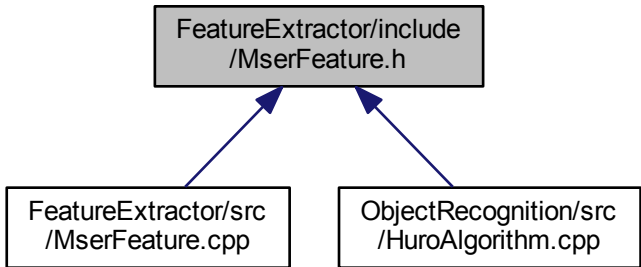 FeatureExtractor/include
/MserFeature.h
FeatureExtractor/src
/MserFeature.cpp
ObjectRecognition/src
/HuroAlgorithm.cpp